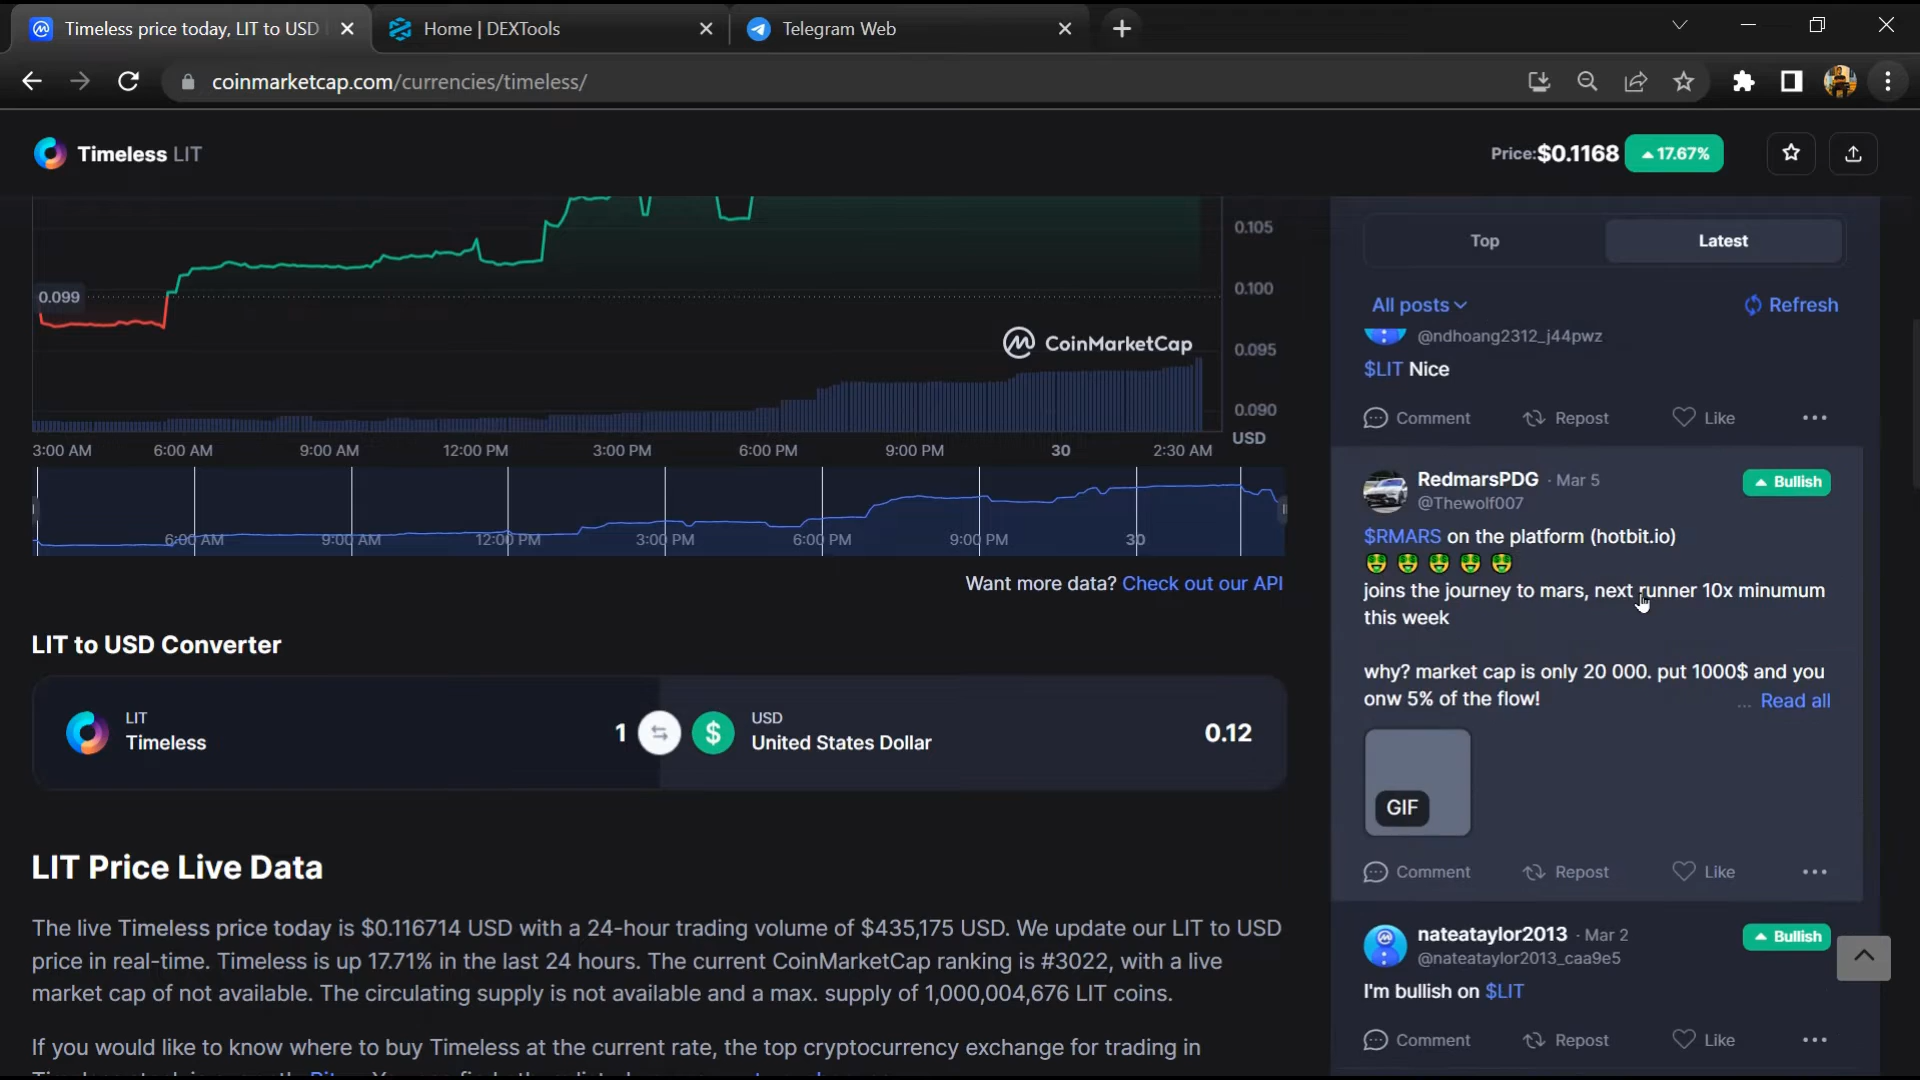 Timeless price today, LIT to USD
Home | DEXTools
Telegram Web
coinmarketcap.com/currencies/timeless/
Timeless LIT
Price:$0.1168
17.67%
0.105
0.100
0.095
0.090
USD
0.099
CoinMarketCap
3:00 AM 6:00 AM 9:00 AM 12:00 PM 3:00 PM 6:00 PM 9:00 PM 30 2:30 AM
6:00 AM 9:00 AM 12:00 PM 3:00 PM 6:00 PM 9:00 PM 30
Want more data? Check out our API
LIT to USD Converter
LIT
Timeless
1
$
USD
United States Dollar
0.12
LIT Price Live Data
The live Timeless price today is $0.116714 USD with a 24-hour trading volume of $435,175 USD. We update our LIT to USD
price in real-time. Timeless is up 17.71% in the last 24 hours. The current CoinMarketCap ranking is #3022, with a live
market cap of not available. The circulating supply is not available and a max. supply of 1,000,004,676 LIT coins.
If you would like to know where to buy Timeless at the current rate, the top cryptocurrency exchange for trading in
Top
Latest
All posts
Refresh
@ndhoang2312_j44pwz
$LIT Nice
Comment Repost Like
RedmarsPDG · Mar 5
Bullish
@Thewolf007
$RMARS on the platform (hotbit.io)
🤑 🤑 🤑 🤑 🤑
joins the journey to mars, next runner 10x minumum
this week
why? market cap is only 20 000. put 1000$ and you
onw 5% of the flow!
... Read all
GIF
Comment Repost Like
nateataylor2013 · Mar 2
Bullish
@nateataylor2013_caa9e5
I'm bullish on $LIT
Comment Repost Like